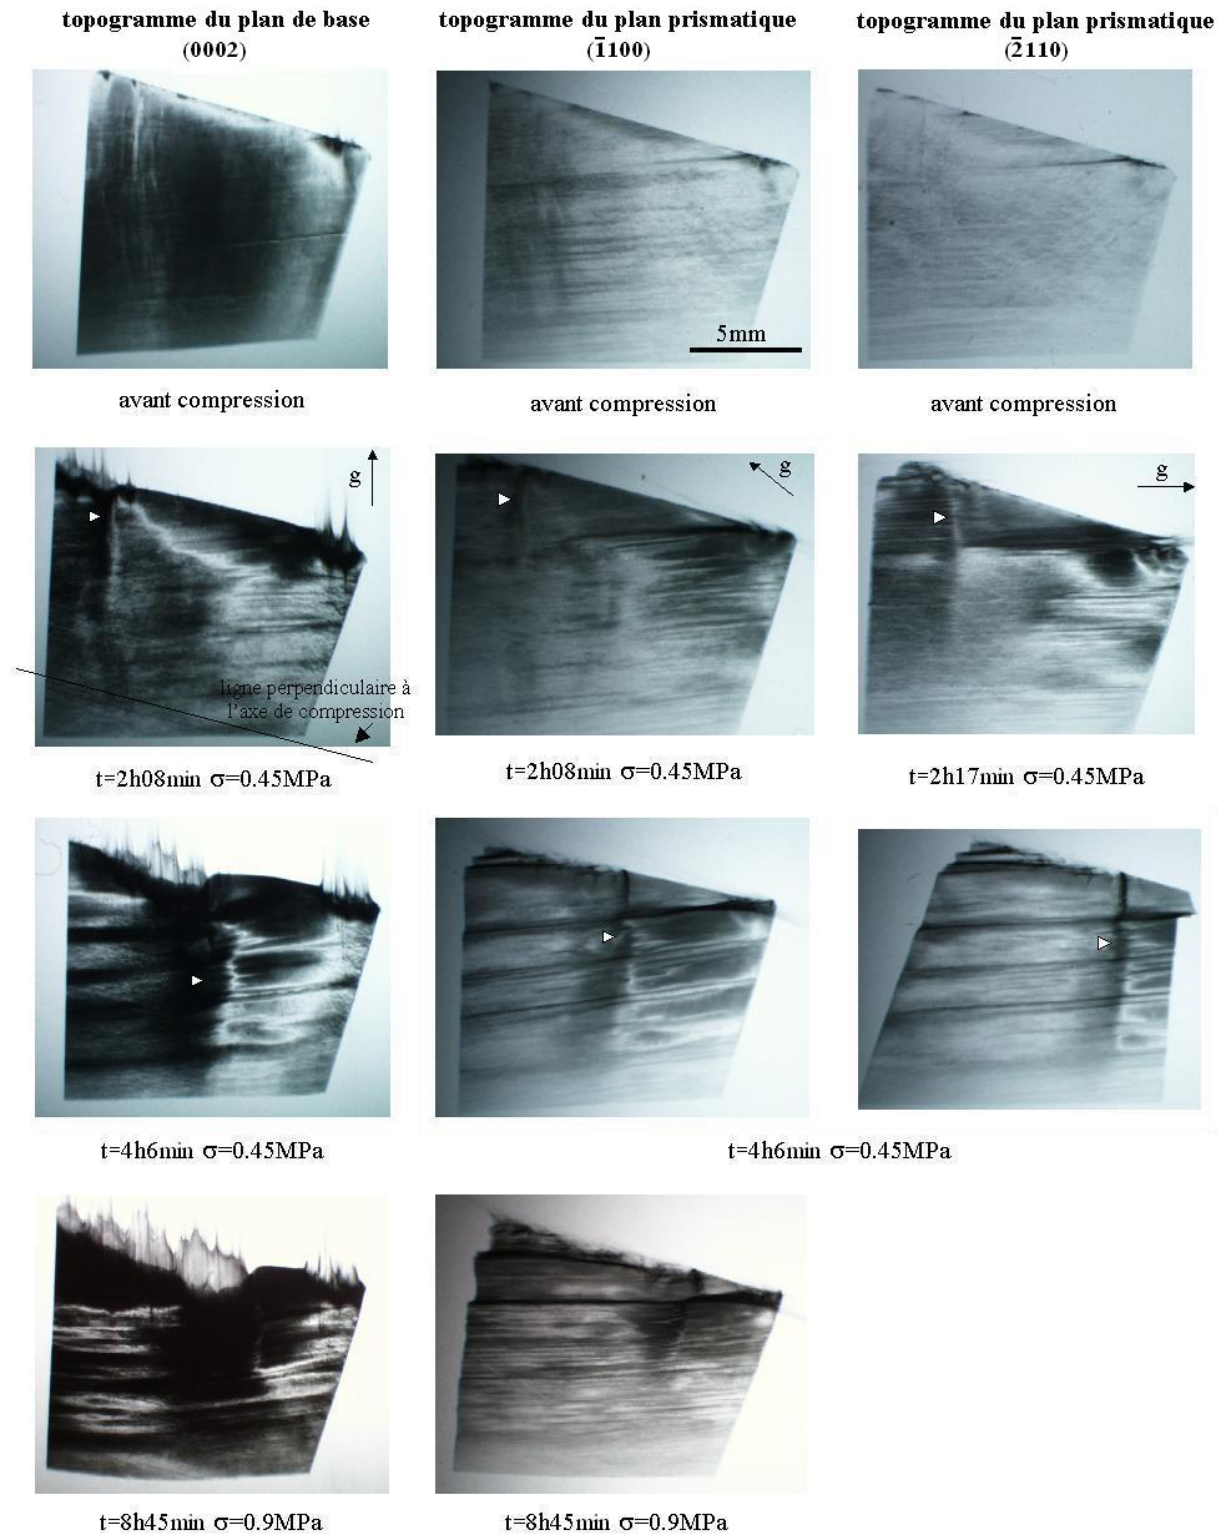 topogramme du plan de base
(0002)
topogramme du plan prismatique
(1̄100)
topogramme du plan prismatique
(2̄110)
5mm
avant compression
avant compression
avant compression
g
g
g
ligne perpendiculaire à
l'axe de compression
t=2h08min σ=0.45MPa
t=2h08min σ=0.45MPa
t=2h17min σ=0.45MPa
t=4h6min σ=0.45MPa
t=4h6min σ=0.45MPa
t=8h45min σ=0.9MPa
t=8h45min σ=0.9MPa